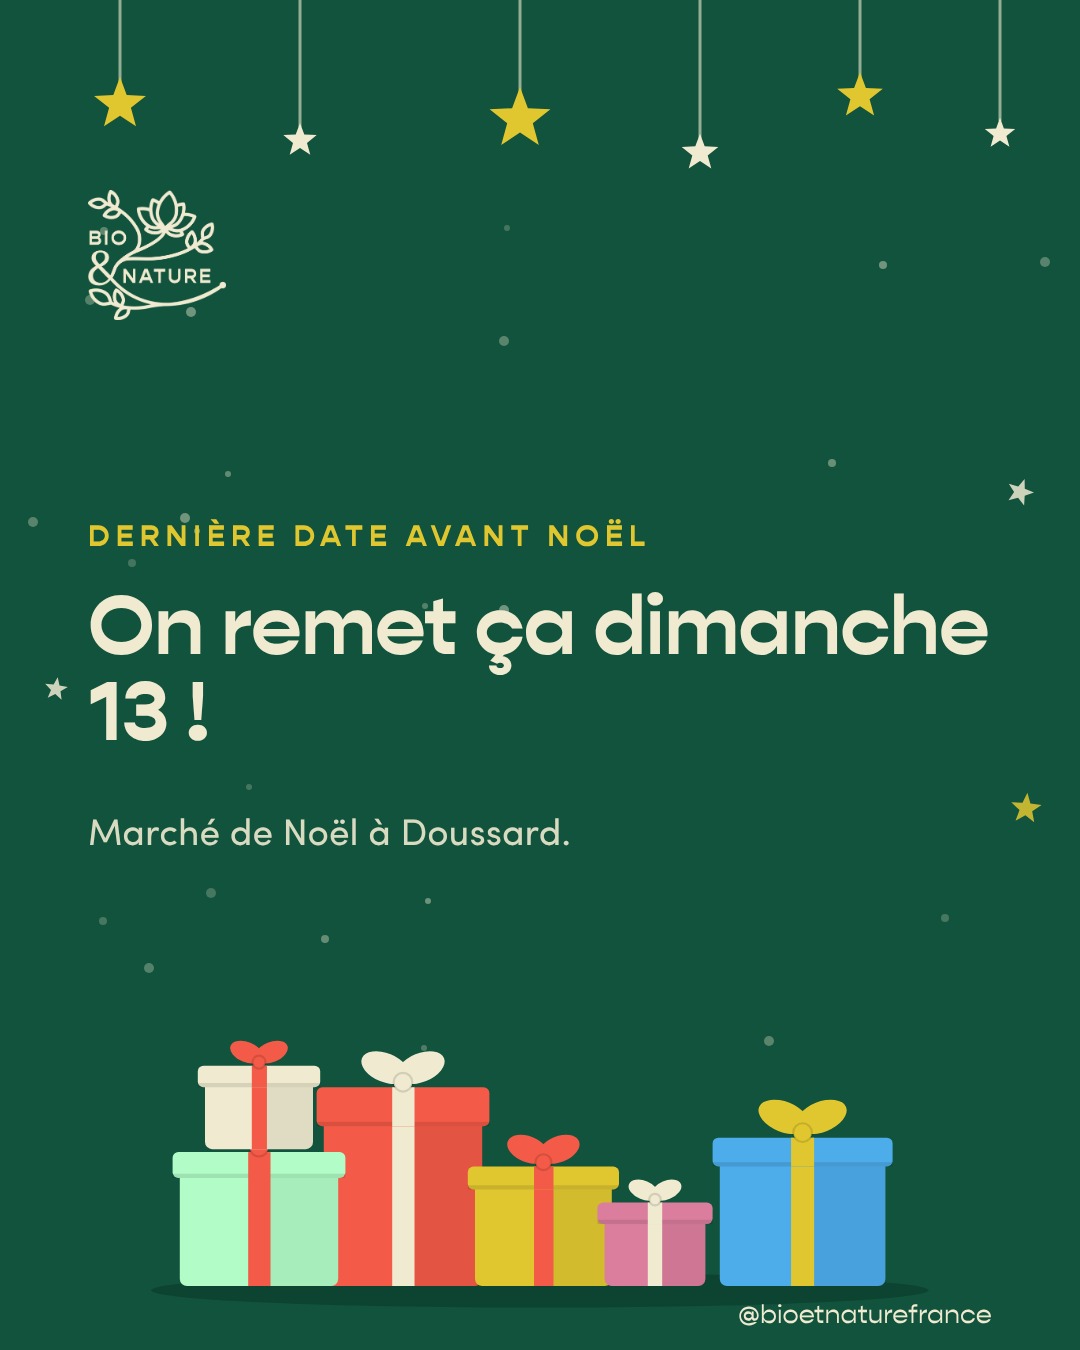 BIO
& NATURE
DERNIÈRE DATE AVANT NOËL
On remet ça dimanche
13 !
Marché de Noël à Doussard.
@bioetnaturefrance